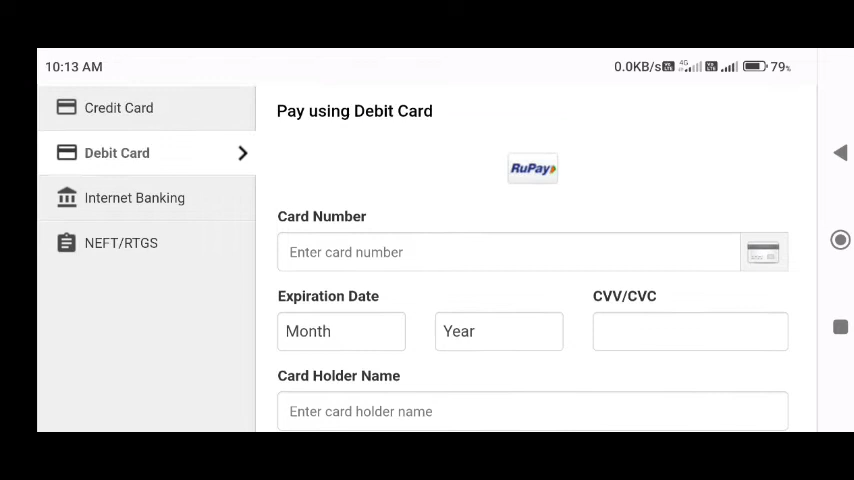 10:13 AM
0.0KB/s 4G 79%
Credit Card
Debit Card
Internet Banking
NEFT/RTGS
Pay using Debit Card
RuPay
Card Number
Enter card number
Expiration Date
CVV/CVC
Month
Year
Card Holder Name
Enter card holder name